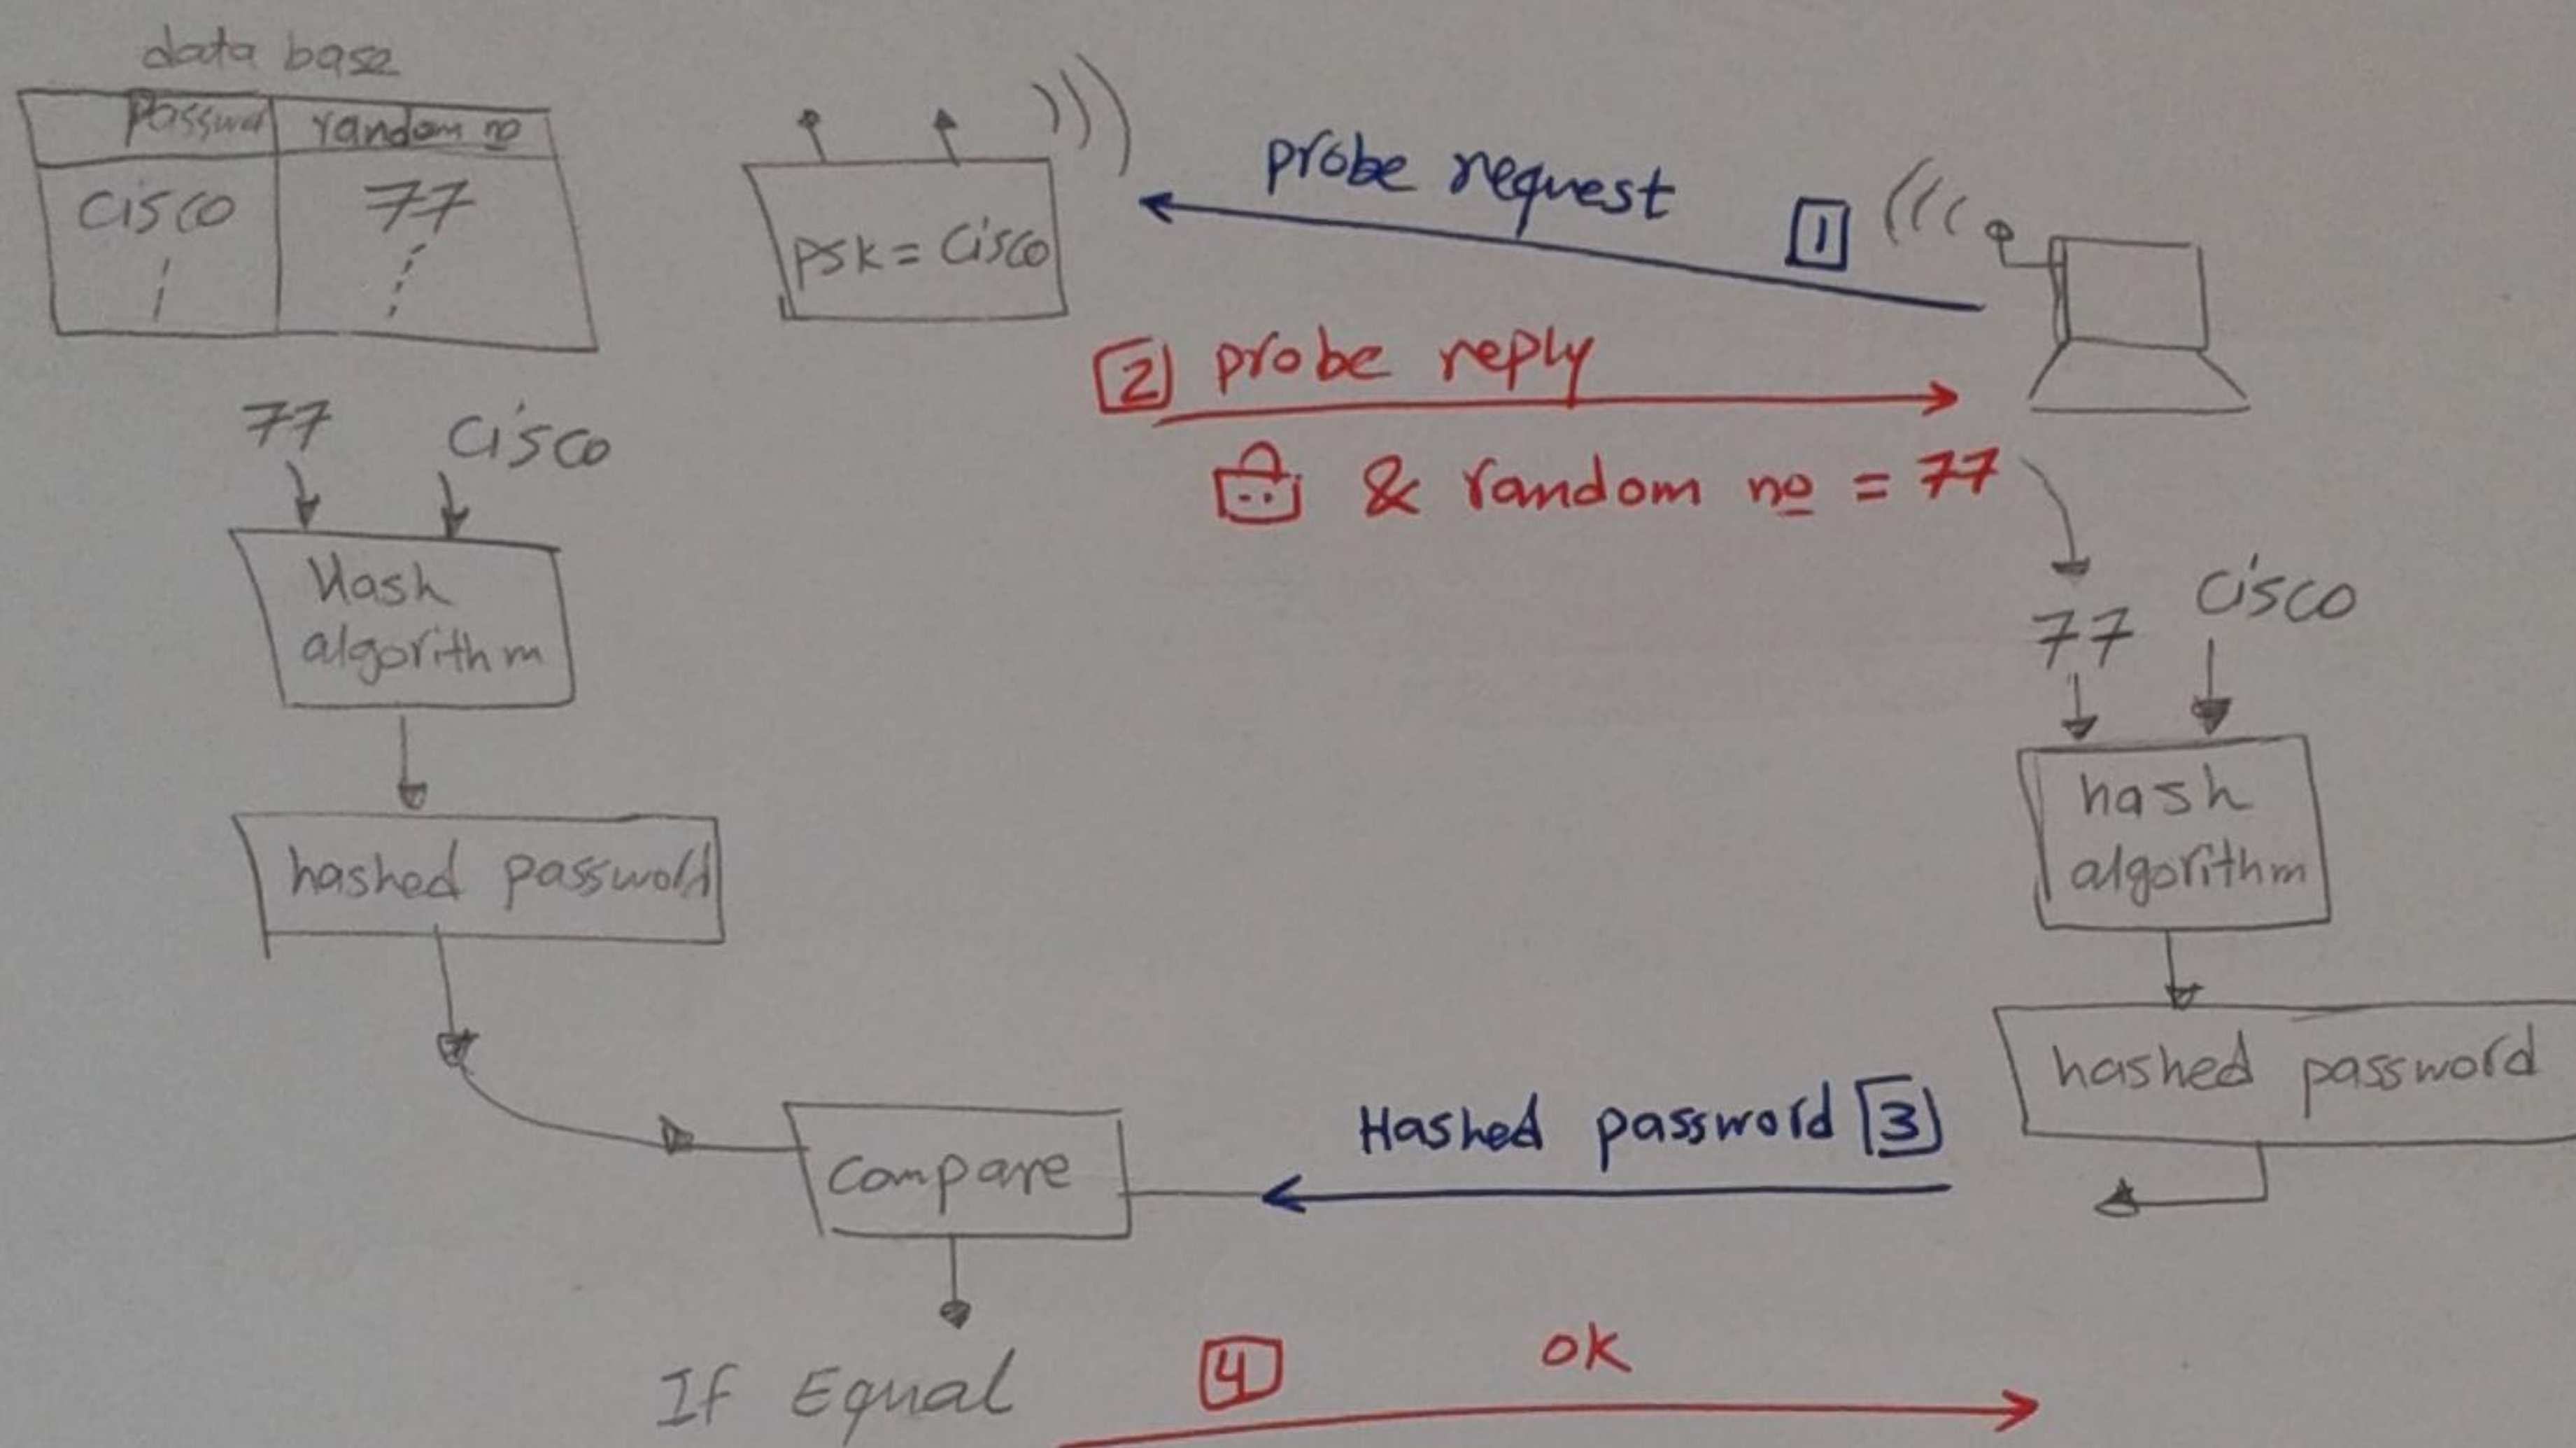 data base
Passwor random no
cisco 77
PSK = Cisco
probe request 1
2 probe reply
& random no = 77
77 cisco
Hash
algorithm
hashed password
77 cisco
hash
algorithm
hashed password
Hashed password 3
compare
If Equal
4 ok